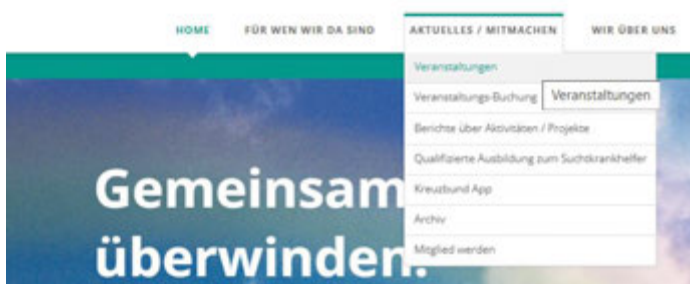 HOME FÜR WEN WIR DA SIND AKTUELLES / MITMACHEN WIR ÜBER UNS
Veranstaltungen
Veranstaltungs-Buchung Veranstaltungen
Berichte über Aktivitäten / Projekte
Qualifizierte Ausbildung zum Suchtkrankhelfer
Kreuzbund App
Archiv
Mitglied werden
Gemeinsam
überwinden.